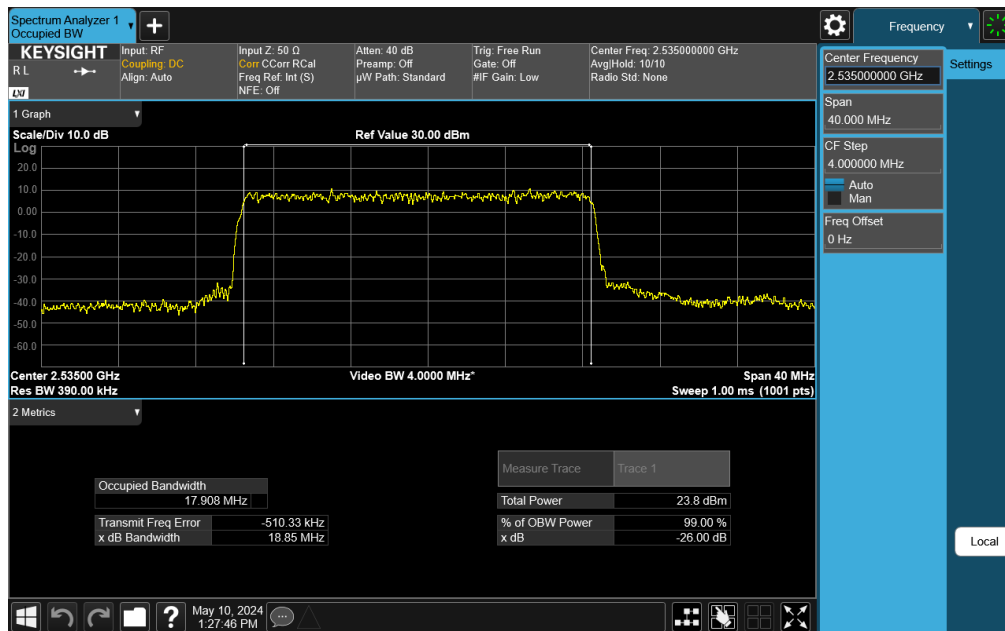 Spectrum Analyzer 1
Occupied BW
Frequency
KEYSIGHT
R L
LXI
Input: RF
Coupling: DC
Align: Auto
Input Z: 50 Ω
Corr CCorr RCal
Freq Ref: Int (S)
NFE: Off
Atten: 40 dB
Preamp: Off
µW Path: Standard
Trig: Free Run
Gate: Off
#IF Gain: Low
Center Freq: 2.535000000 GHz
Avg|Hold: 10/10
Radio Std: None
Center Frequency
2.535000000 GHz
Settings
Span
40.000 MHz
CF Step
4.000000 MHz
Auto
Man
Freq Offset
0 Hz
1 Graph
Scale/Div 10.0 dB
Ref Value 30.00 dBm
Log
20.0
10.0
0.00
-10.0
-20.0
-30.0
-40.0
-50.0
-60.0
Center 2.53500 GHz
Video BW 4.0000 MHz*
Span 40 MHz
Res BW 390.00 kHz
Sweep 1.00 ms (1001 pts)
2 Metrics
Measure Trace
Trace 1
Occupied Bandwidth
17.908 MHz
Total Power
23.8 dBm
Transmit Freq Error
-510.33 kHz
% of OBW Power
99.00 %
x dB Bandwidth
18.85 MHz
x dB
-26.00 dB
Local
May 10, 2024
1:27:46 PM